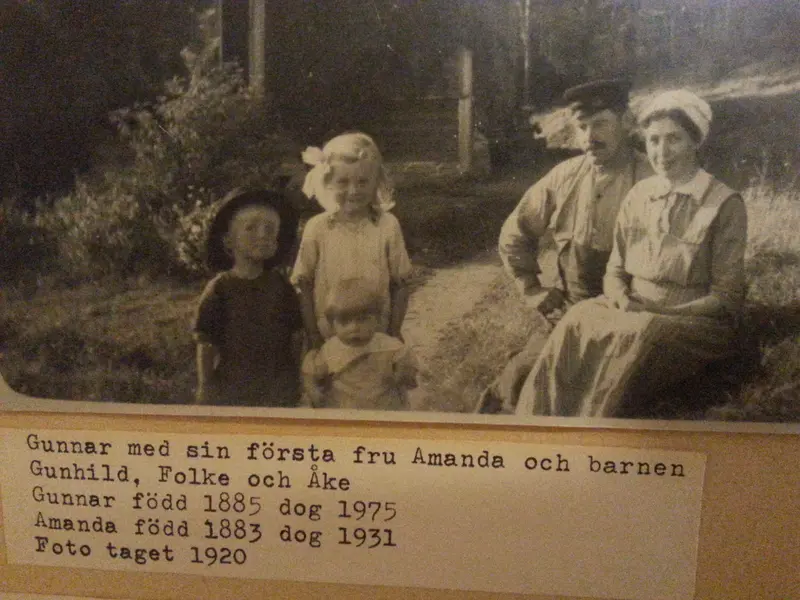 Gunnar med sin första fru Amanda och barnen
Gunhild, Folke och Åke
Gunnar född 1885 dog 1975
Amanda född 1883 dog 1931
Foto taget 1920